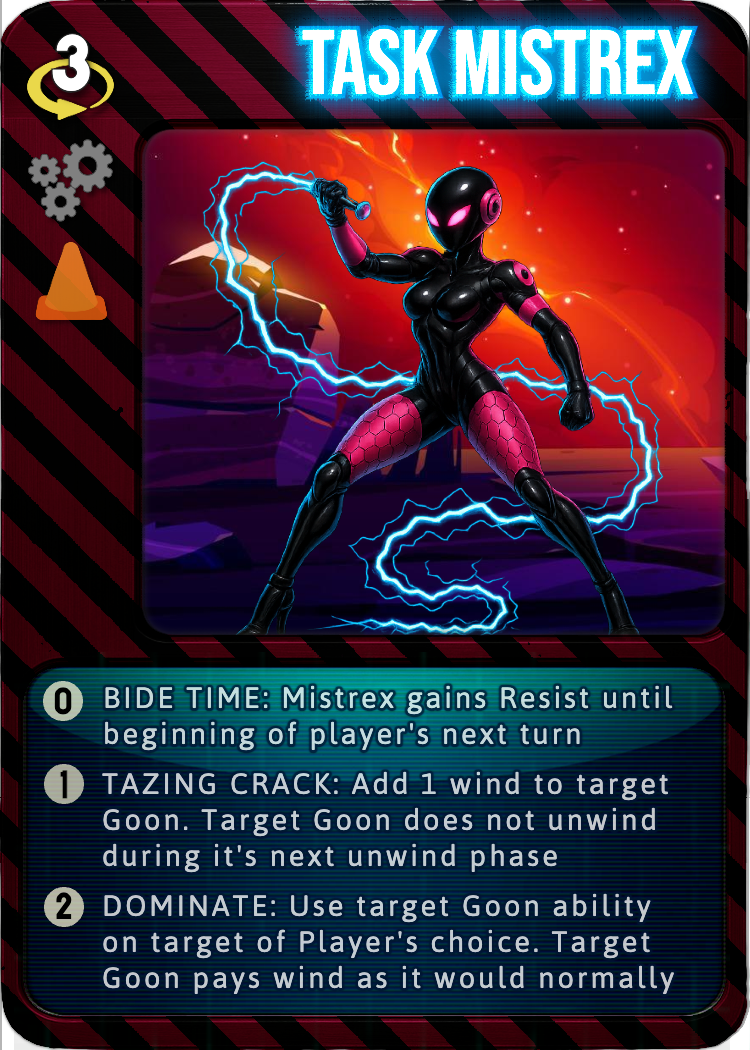 3
TASK MISTREX
0 BIDE TIME: Mistrex gains Resist until
beginning of player's next turn
1 TAZING CRACK: Add 1 wind to target
Goon. Target Goon does not unwind
during it's next unwind phase
2 DOMINATE: Use target Goon ability
on target of Player's choice. Target
Goon pays wind as it would normally